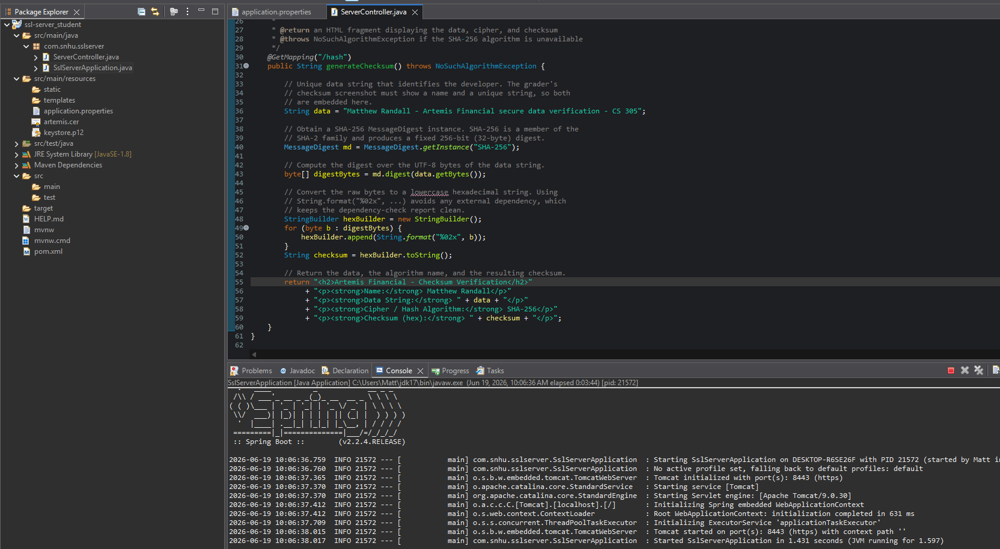 Package Explorer
ssl-server_student
src/main/java
com.snhu.sslserver
ServerController.java
SslServerApplication.java
src/main/resources
static
templates
application.properties
artemis.cer
keystore.p12
src/test/java
JRE System Library [JavaSE-1.8]
Maven Dependencies
src
main
test
target
HELP.md
mvnw
mvnw.cmd
pom.xml
application.properties
ServerController.java
26 *
27 * @return an HTML fragment displaying the data, cipher, and checksum
28 * @throws NoSuchAlgorithmException if the SHA-256 algorithm is unavailable
29 */
30 @GetMapping("/hash")
31 public String generateChecksum() throws NoSuchAlgorithmException {
32
33 // Unique data string that identifies the developer. The grader's
34 // checksum screenshot must show a name and a unique string, so both
35 // are embedded here.
36 String data = "Matthew Randall - Artemis Financial secure data verification - CS 305";
37
38 // Obtain a SHA-256 MessageDigest instance. SHA-256 is a member of the
39 // SHA-2 family and produces a fixed 256-bit (32-byte) digest.
40 MessageDigest md = MessageDigest.getInstance("SHA-256");
41
42 // Compute the digest over the UTF-8 bytes of the data string.
43 byte[] digestBytes = md.digest(data.getBytes());
44
45 // Convert the raw bytes to a lowercase hexadecimal string. Using
46 // String.format("%02x", ...) avoids any external dependency, which
47 // keeps the dependency-check report clean.
48 StringBuilder hexBuilder = new StringBuilder();
49 for (byte b : digestBytes) {
50 hexBuilder.append(String.format("%02x", b));
51 }
52 String checksum = hexBuilder.toString();
53
54 // Return the data, the algorithm name, and the resulting checksum.
55 return "<h2>Artemis Financial - Checksum Verification</h2>"
56 + "<p><strong>Name:</strong> Matthew Randall</p>"
57 + "<p><strong>Data String:</strong> " + data + "</p>"
58 + "<p><strong>Cipher / Hash Algorithm:</strong> SHA-256</p>"
59 + "<p><strong>Checksum (hex):</strong> " + checksum + "</p>";
60 }
61 }
62
Problems @ Javadoc Declaration Console Progress Tasks
SslServerApplication [Java Application] C:\Users\Matt\jdk17\bin\javaw.exe (Jun 19, 2026, 10:06:36 AM elapsed 0:03:44) [pid: 21572]
/\\ / ___'_ __ _ _(_)_ __ __ _ \ \ \ \
( ( )\___ | '_ | '_| | '_ \/ _` | \ \ \ \
\\/ ___)| |_)| | | | | || (_| | ) ) ) )
' |____| .__|_| |_|_| |_\__, | / / / /
=========|_|==============|___/=/_/_/_/
:: Spring Boot :: (v2.2.4.RELEASE)
2026-06-19 10:06:36.759 INFO 21572 --- [ main] com.snhu.sslserver.SslServerApplication : Starting SslServerApplication on DESKTOP-R6SE26F with PID 21572 (started by Matt in
2026-06-19 10:06:36.760 INFO 21572 --- [ main] com.snhu.sslserver.SslServerApplication : No active profile set, falling back to default profiles: default
2026-06-19 10:06:37.365 INFO 21572 --- [ main] o.s.b.w.embedded.tomcat.TomcatWebServer : Tomcat initialized with port(s): 8443 (https)
2026-06-19 10:06:37.370 INFO 21572 --- [ main] o.apache.catalina.core.StandardService : Starting service [Tomcat]
2026-06-19 10:06:37.370 INFO 21572 --- [ main] org.apache.catalina.core.StandardEngine : Starting Servlet engine: [Apache Tomcat/9.0.30]
2026-06-19 10:06:37.412 INFO 21572 --- [ main] o.a.c.c.C.[Tomcat].[localhost].[/] : Initializing Spring embedded WebApplicationContext
2026-06-19 10:06:37.412 INFO 21572 --- [ main] o.s.web.context.ContextLoader : Root WebApplicationContext: initialization completed in 631 ms
2026-06-19 10:06:37.709 INFO 21572 --- [ main] o.s.s.concurrent.ThreadPoolTaskExecutor : Initializing ExecutorService 'applicationTaskExecutor'
2026-06-19 10:06:38.015 INFO 21572 --- [ main] o.s.b.w.embedded.tomcat.TomcatWebServer : Tomcat started on port(s): 8443 (https) with context path ''
2026-06-19 10:06:38.017 INFO 21572 --- [ main] com.snhu.sslserver.SslServerApplication : Started SslServerApplication in 1.431 seconds (JVM running for 1.597)